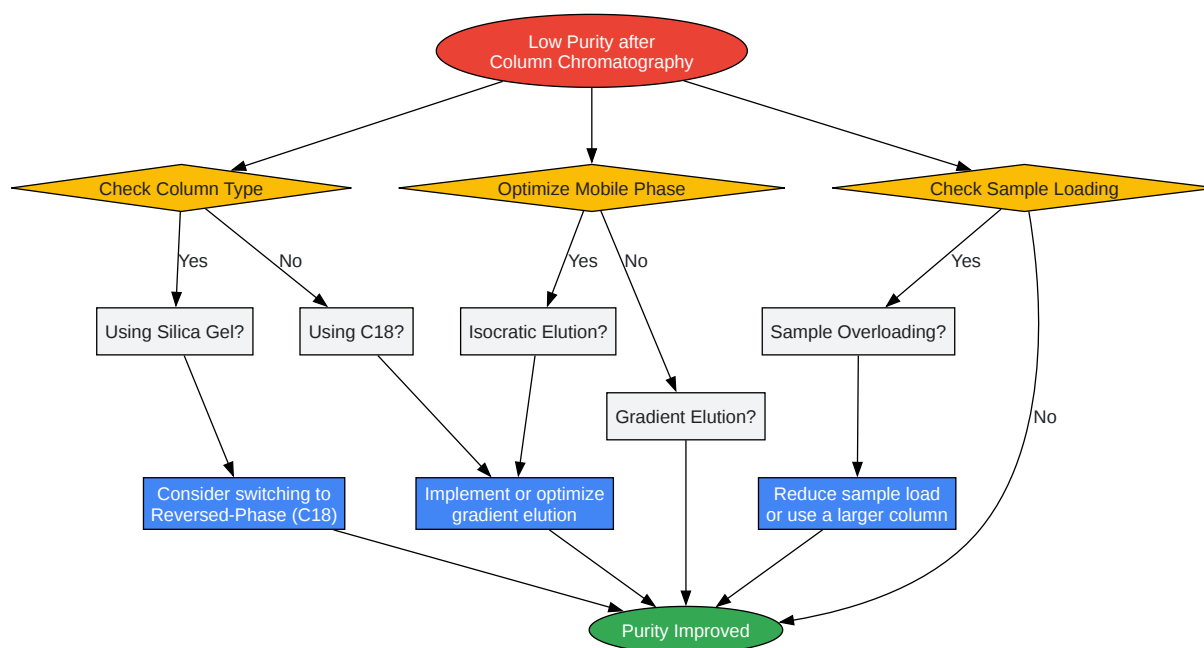 Low Purity after
Column Chromatography
Check Column Type
Optimize Mobile Phase
Check Sample Loading
Yes
No
Yes
No
Yes
Using Silica Gel?
Using C18?
Isocratic Elution?
Sample Overloading?
Gradient Elution?
No
Consider switching to
Reversed-Phase (C18)
Implement or optimize
gradient elution
Reduce sample load
or use a larger column
Purity Improved